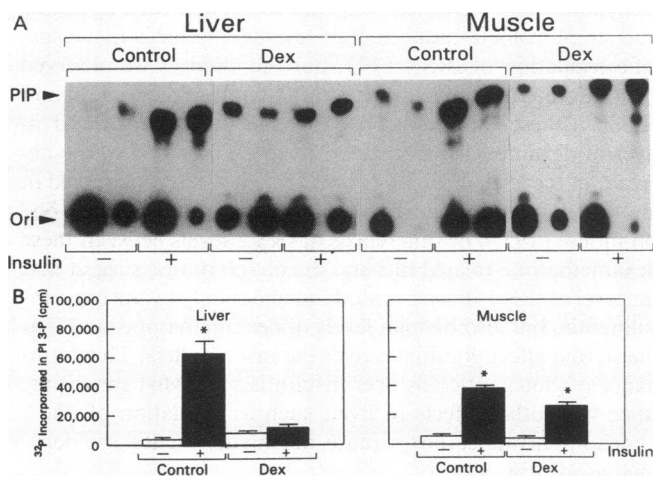 A
Liver Muscle
Control Dex Control Dex
PIP
Ori
Insulin − + − + − + − +
B
³²P Incorporated in PI 3-P (cpm)
100,000
80,000
60,000
40,000
20,000
0
Liver Muscle
* * *
− + − + − + − + Insulin
Control Dex Control Dex